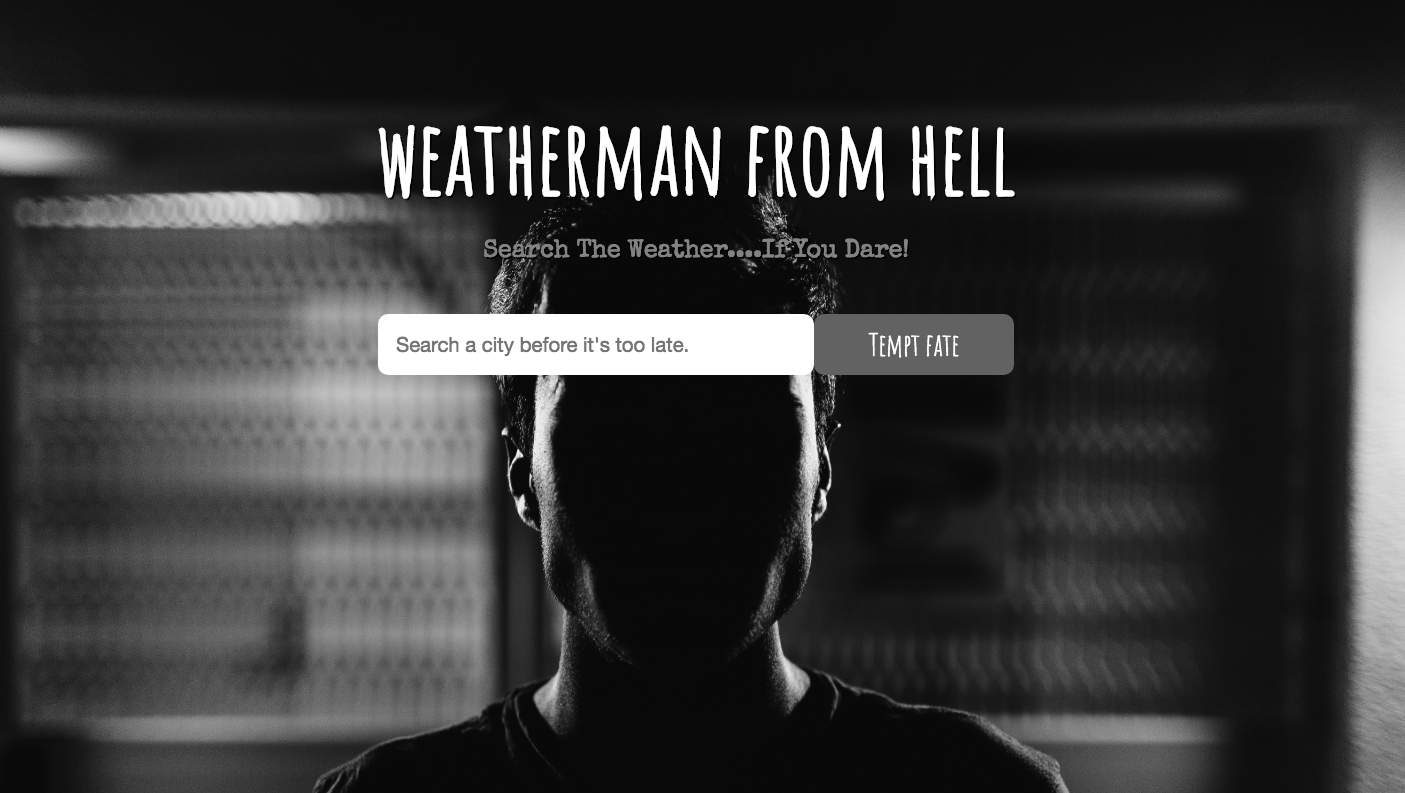 WEATHERMAN FROM HELL
Search The Weather....If You Dare!
Search a city before it's too late.
Tempt fate